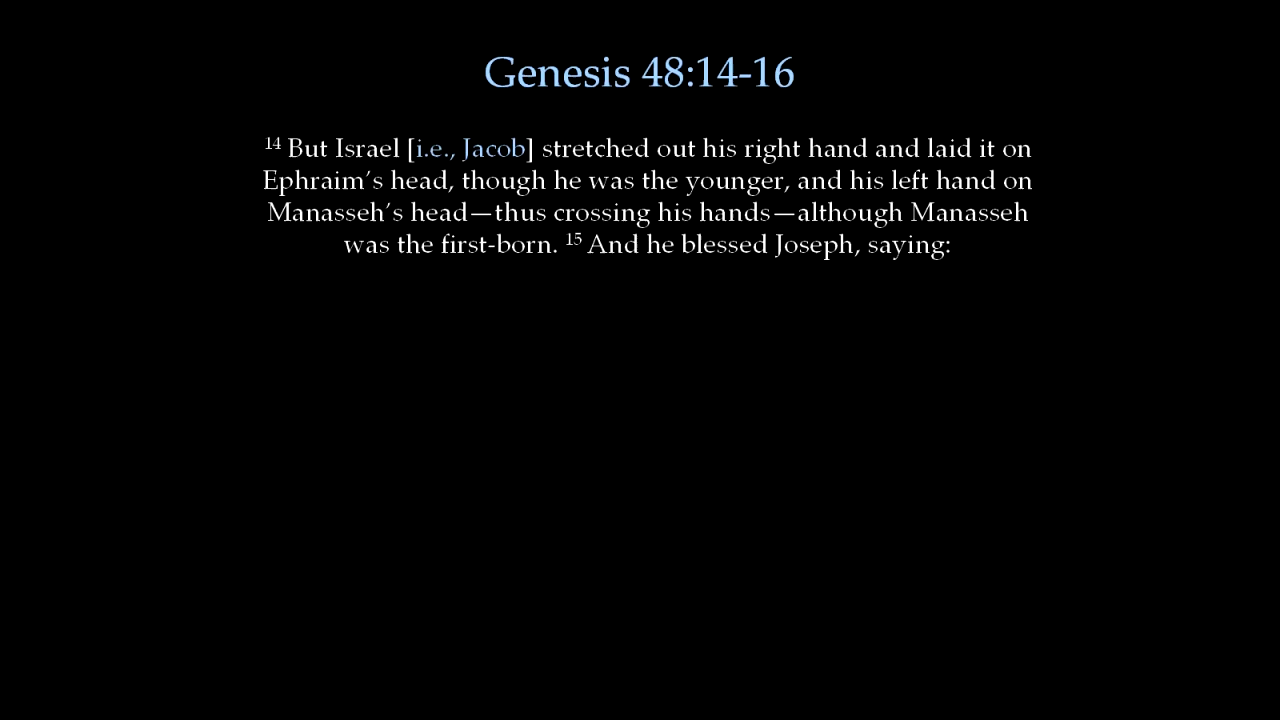 Genesis 48:14-16
14 But Israel [i.e., Jacob] stretched out his right hand and laid it on
Ephraim’s head, though he was the younger, and his left hand on
Manasseh’s head—thus crossing his hands—although Manasseh
was the first-born. 15 And he blessed Joseph, saying: